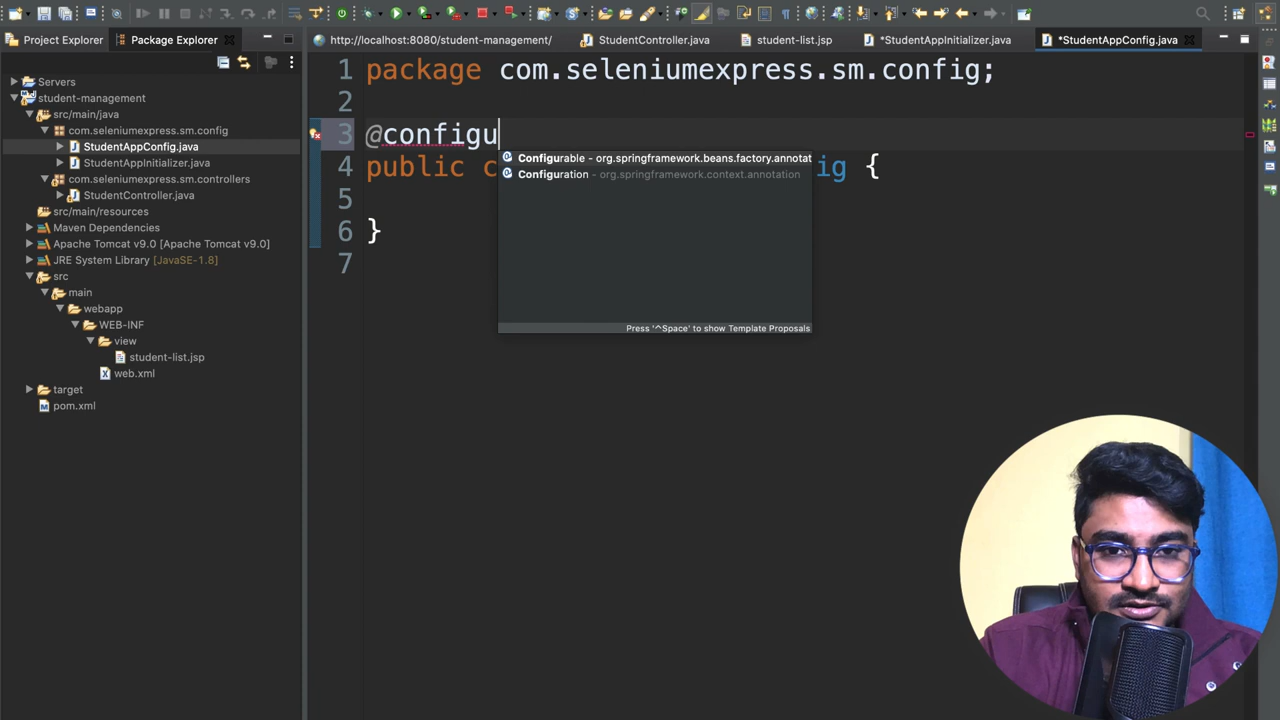 Project Explorer
Package Explorer
http://localhost:8080/student-management/
StudentController.java
student-list.jsp
*StudentAppInitializer.java
*StudentAppConfig.java
Servers
student-management
src/main/java
com.seleniumexpress.sm.config
StudentAppConfig.java
StudentAppInitializer.java
com.seleniumexpress.sm.controllers
StudentController.java
src/main/resources
Maven Dependencies
Apache Tomcat v9.0 [Apache Tomcat v9.0]
JRE System Library [JavaSE-1.8]
src
main
webapp
WEB-INF
view
student-list.jsp
web.xml
target
pom.xml
1 package com.seleniumexpress.sm.config;
2
3 @configu
4 public c ig {
5
6 }
7
Configurable - org.springframework.beans.factory.annotat
Configuration - org.springframework.context.annotation
Press '^Space' to show Template Proposals